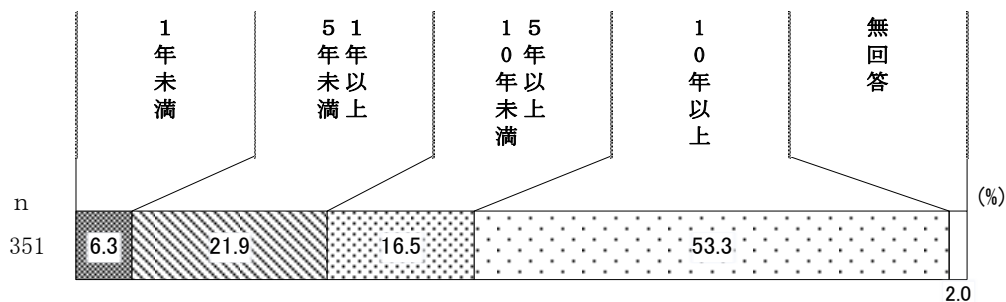 1年未満
1年以上
5年未満
5年以上
10年未満
10年以上
無回答
(%)
n
351
6.3
21.9
16.5
53.3
2.0